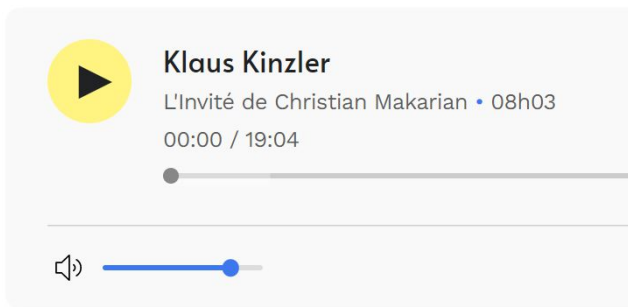 Klaus Kinzler
L'Invité de Christian Makarian • 08h03
00:00 / 19:04